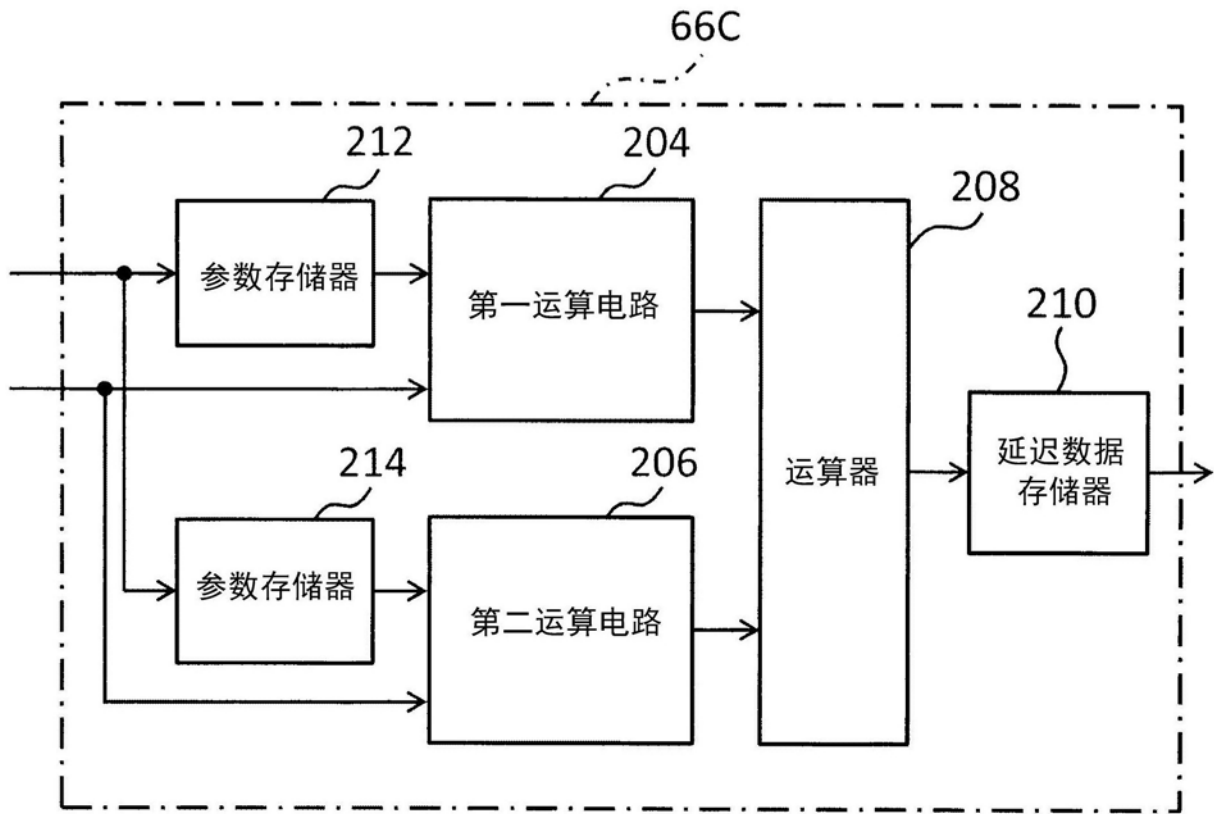 66C
212
204
208
参数存储器
第一运算电路
210
214
206
运算器
延迟数据
存储器
参数存储器
第二运算电路